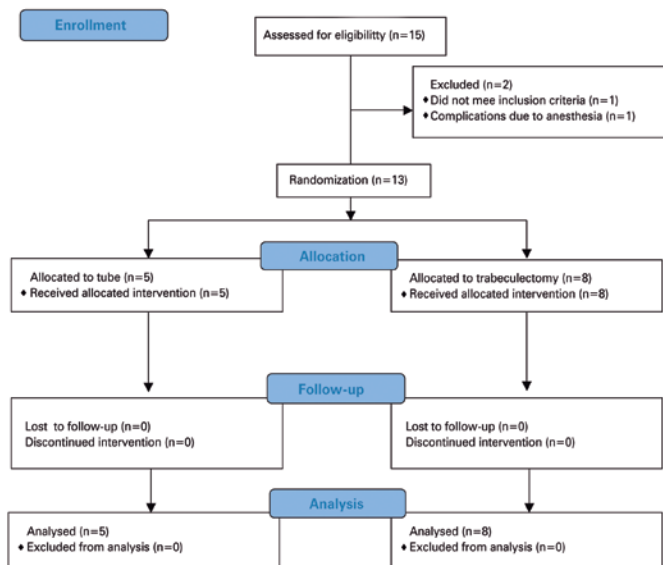 Enrollment
Assessed for eligibilitty (n=15)
Excluded (n=2)
♦ Did not mee inclusion criteria (n=1)
♦ Complications due to anesthesia (n=1)
Randomization (n=13)
Allocation
Allocated to tube (n=5)
♦ Received allocated intervention (n=5)
Allocated to trabeculectomy (n=8)
♦ Received allocated intervention (n=8)
Follow-up
Lost to follow-up (n=0)
Discontinued intervention (n=0)
Lost to follow-up (n=0)
Discontinued intervention (n=0)
Analysis
Analysed (n=5)
♦ Excluded from analysis (n=0)
Analysed (n=8)
♦ Excluded from analysis (n=0)